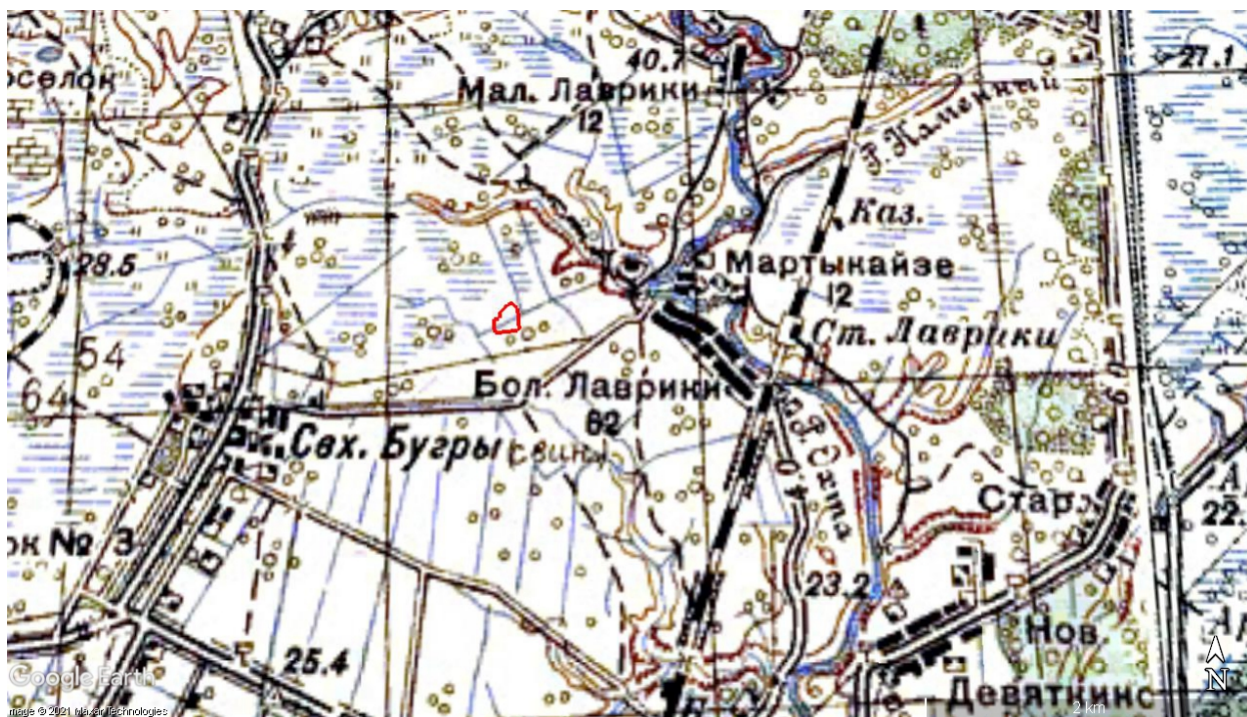 40.7
27.1
оселок
Мал. Лаврики
12
Р. Каменный
Каз.
28.5
Мартыкайзе
12
54
64
Ст. Лаврики
Бол. Лаврики
82
Свх. Бугры (свин.)
Р. Охта
Стар.
22.
ок № 3
23.2
Нов.
25.4
Девяткино
N
Google Earth
2 km
Image © 2021 Maxar Technologies